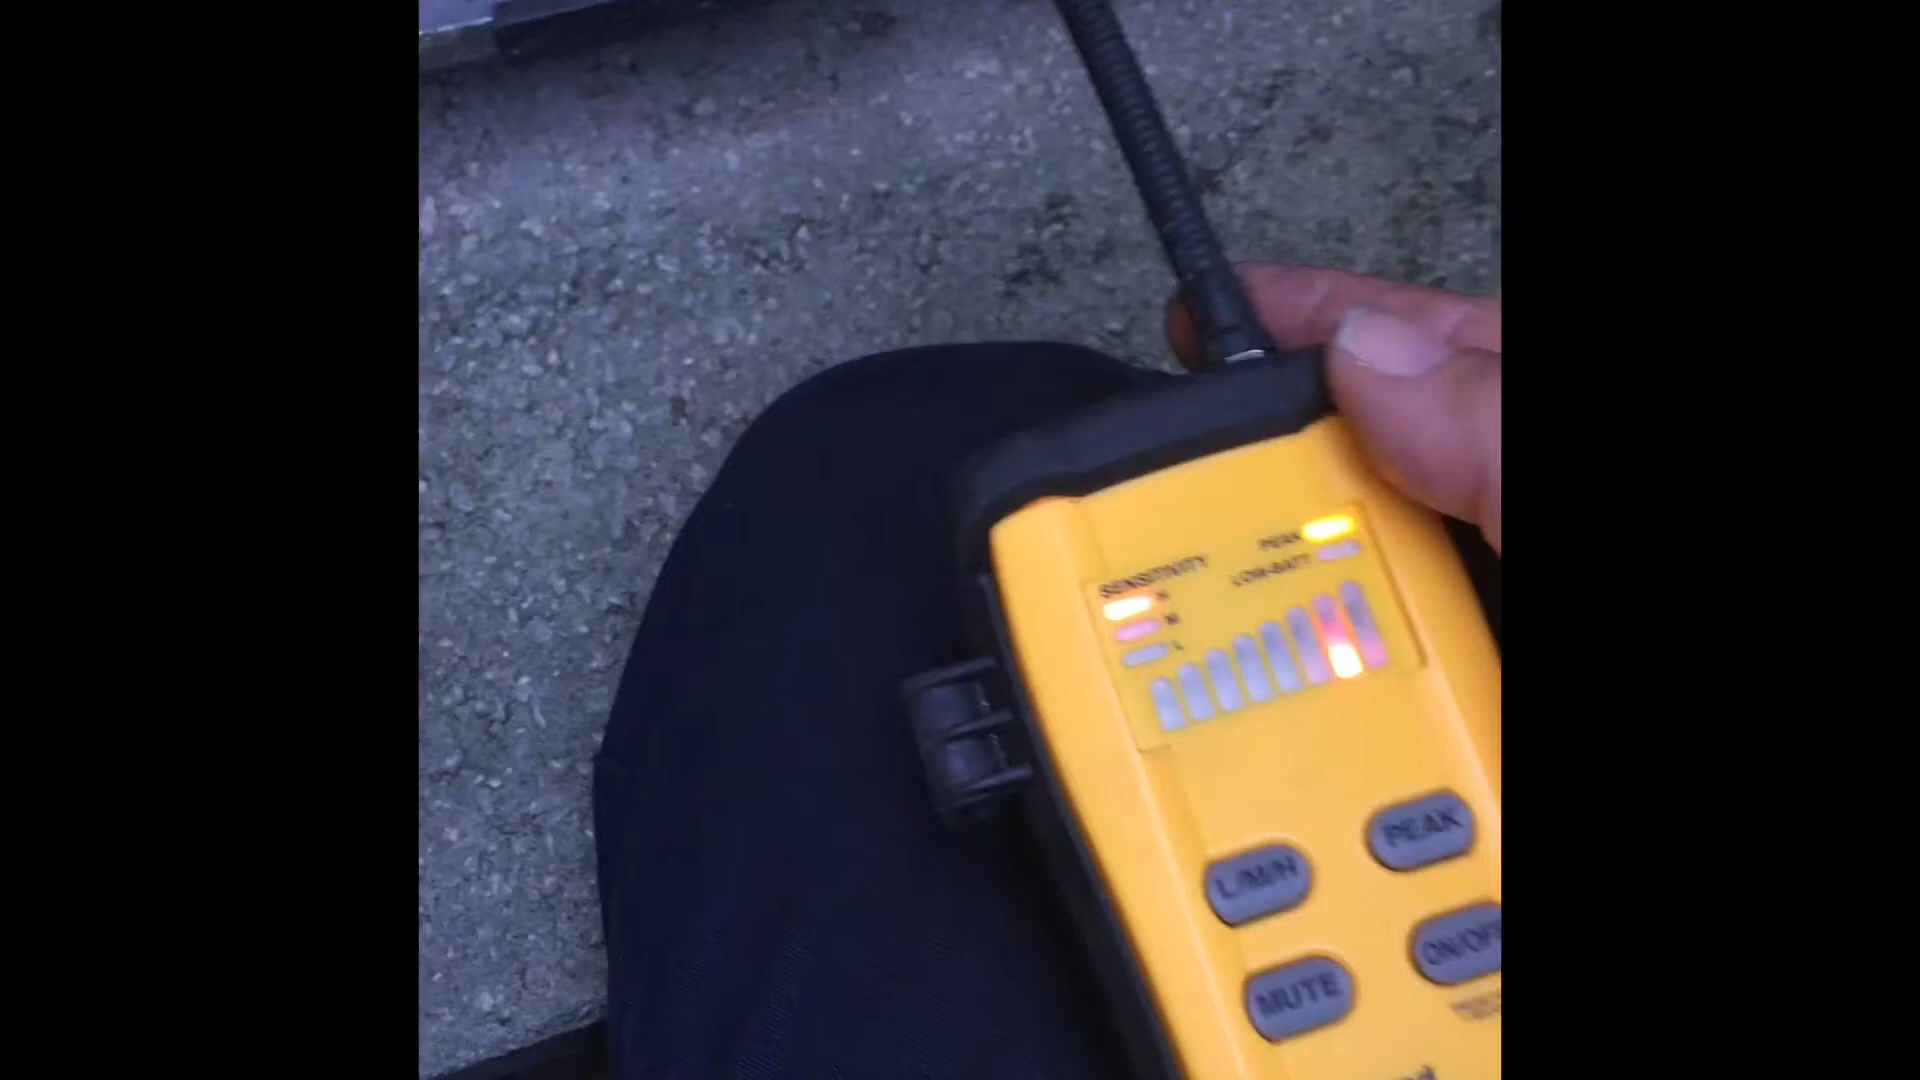 PEAK
LOW-BATT
SENSITIVITY
H
M
L
PEAK
L/M/H
ON/OFF
MUTE